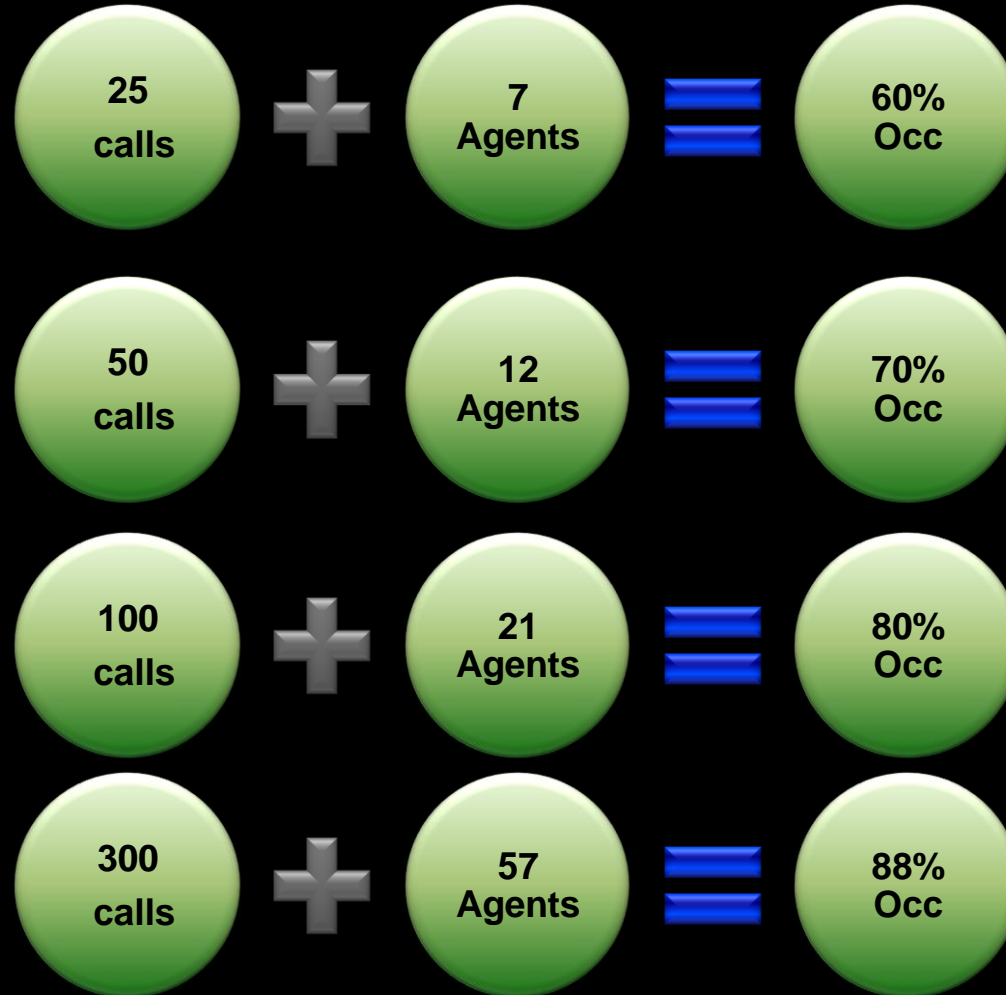 25
calls
7
Agents
60%
Occ
50
calls
12
Agents
70%
Occ
100
calls
21
Agents
80%
Occ
300
calls
57
Agents
88%
Occ